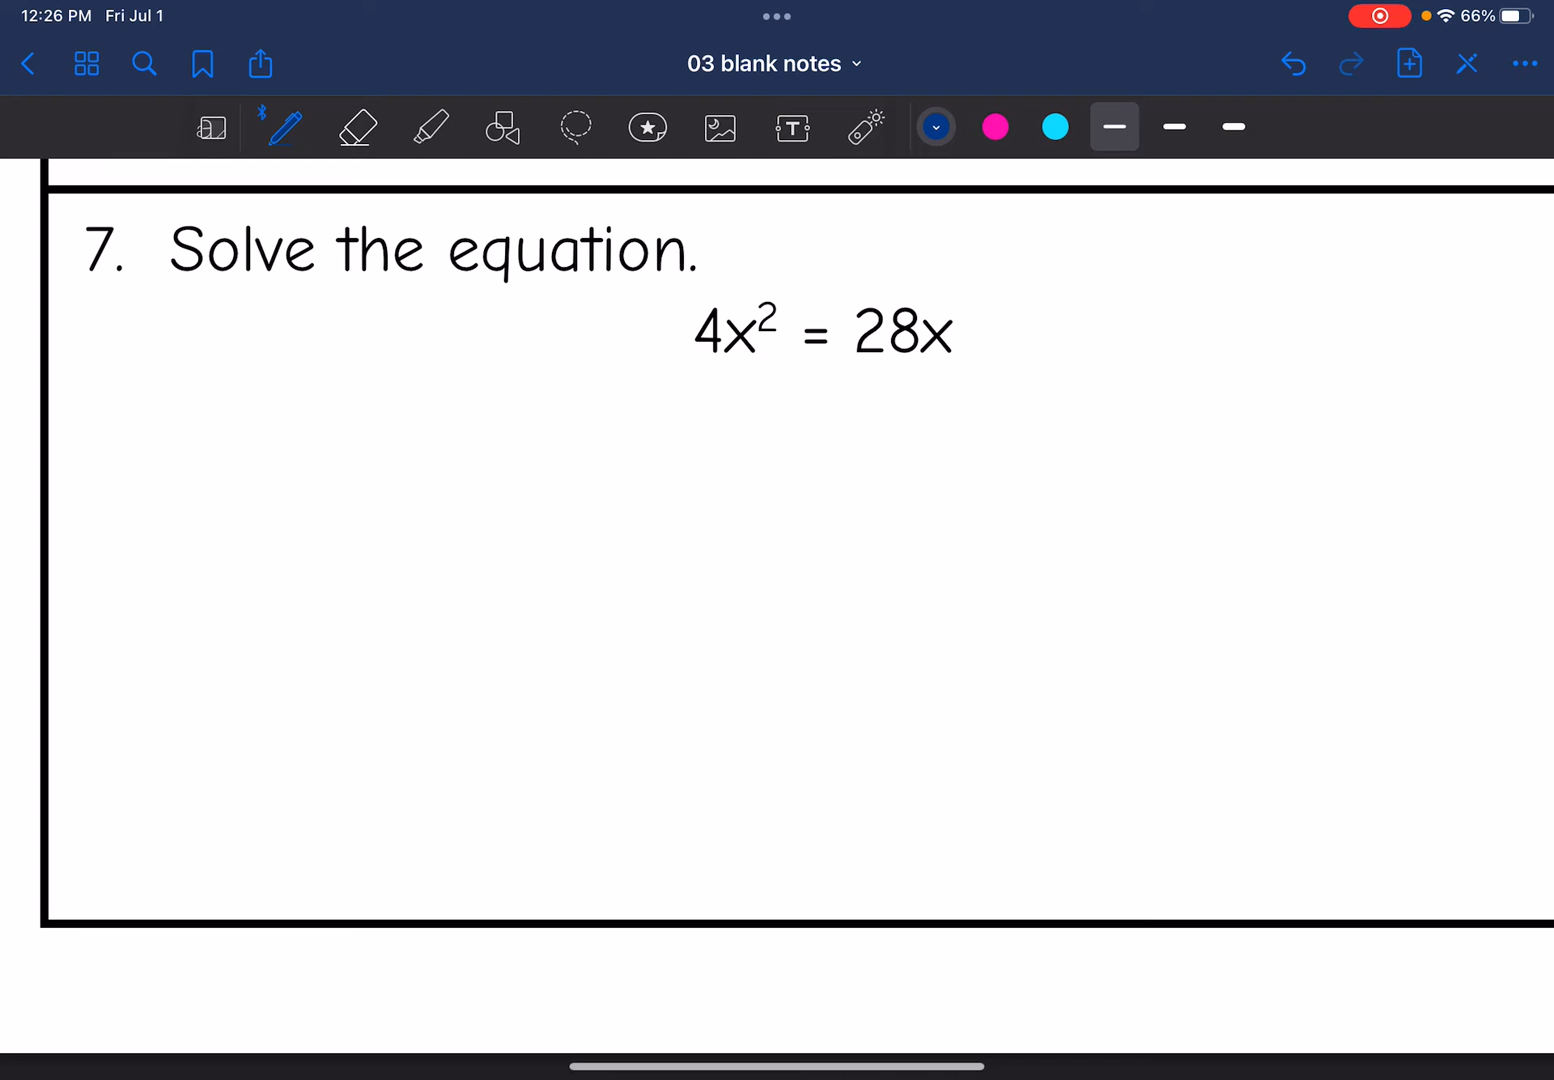 12:26 PM Fri Jul 1
66%
03 blank notes
T
7. Solve the equation.
4x² = 28x